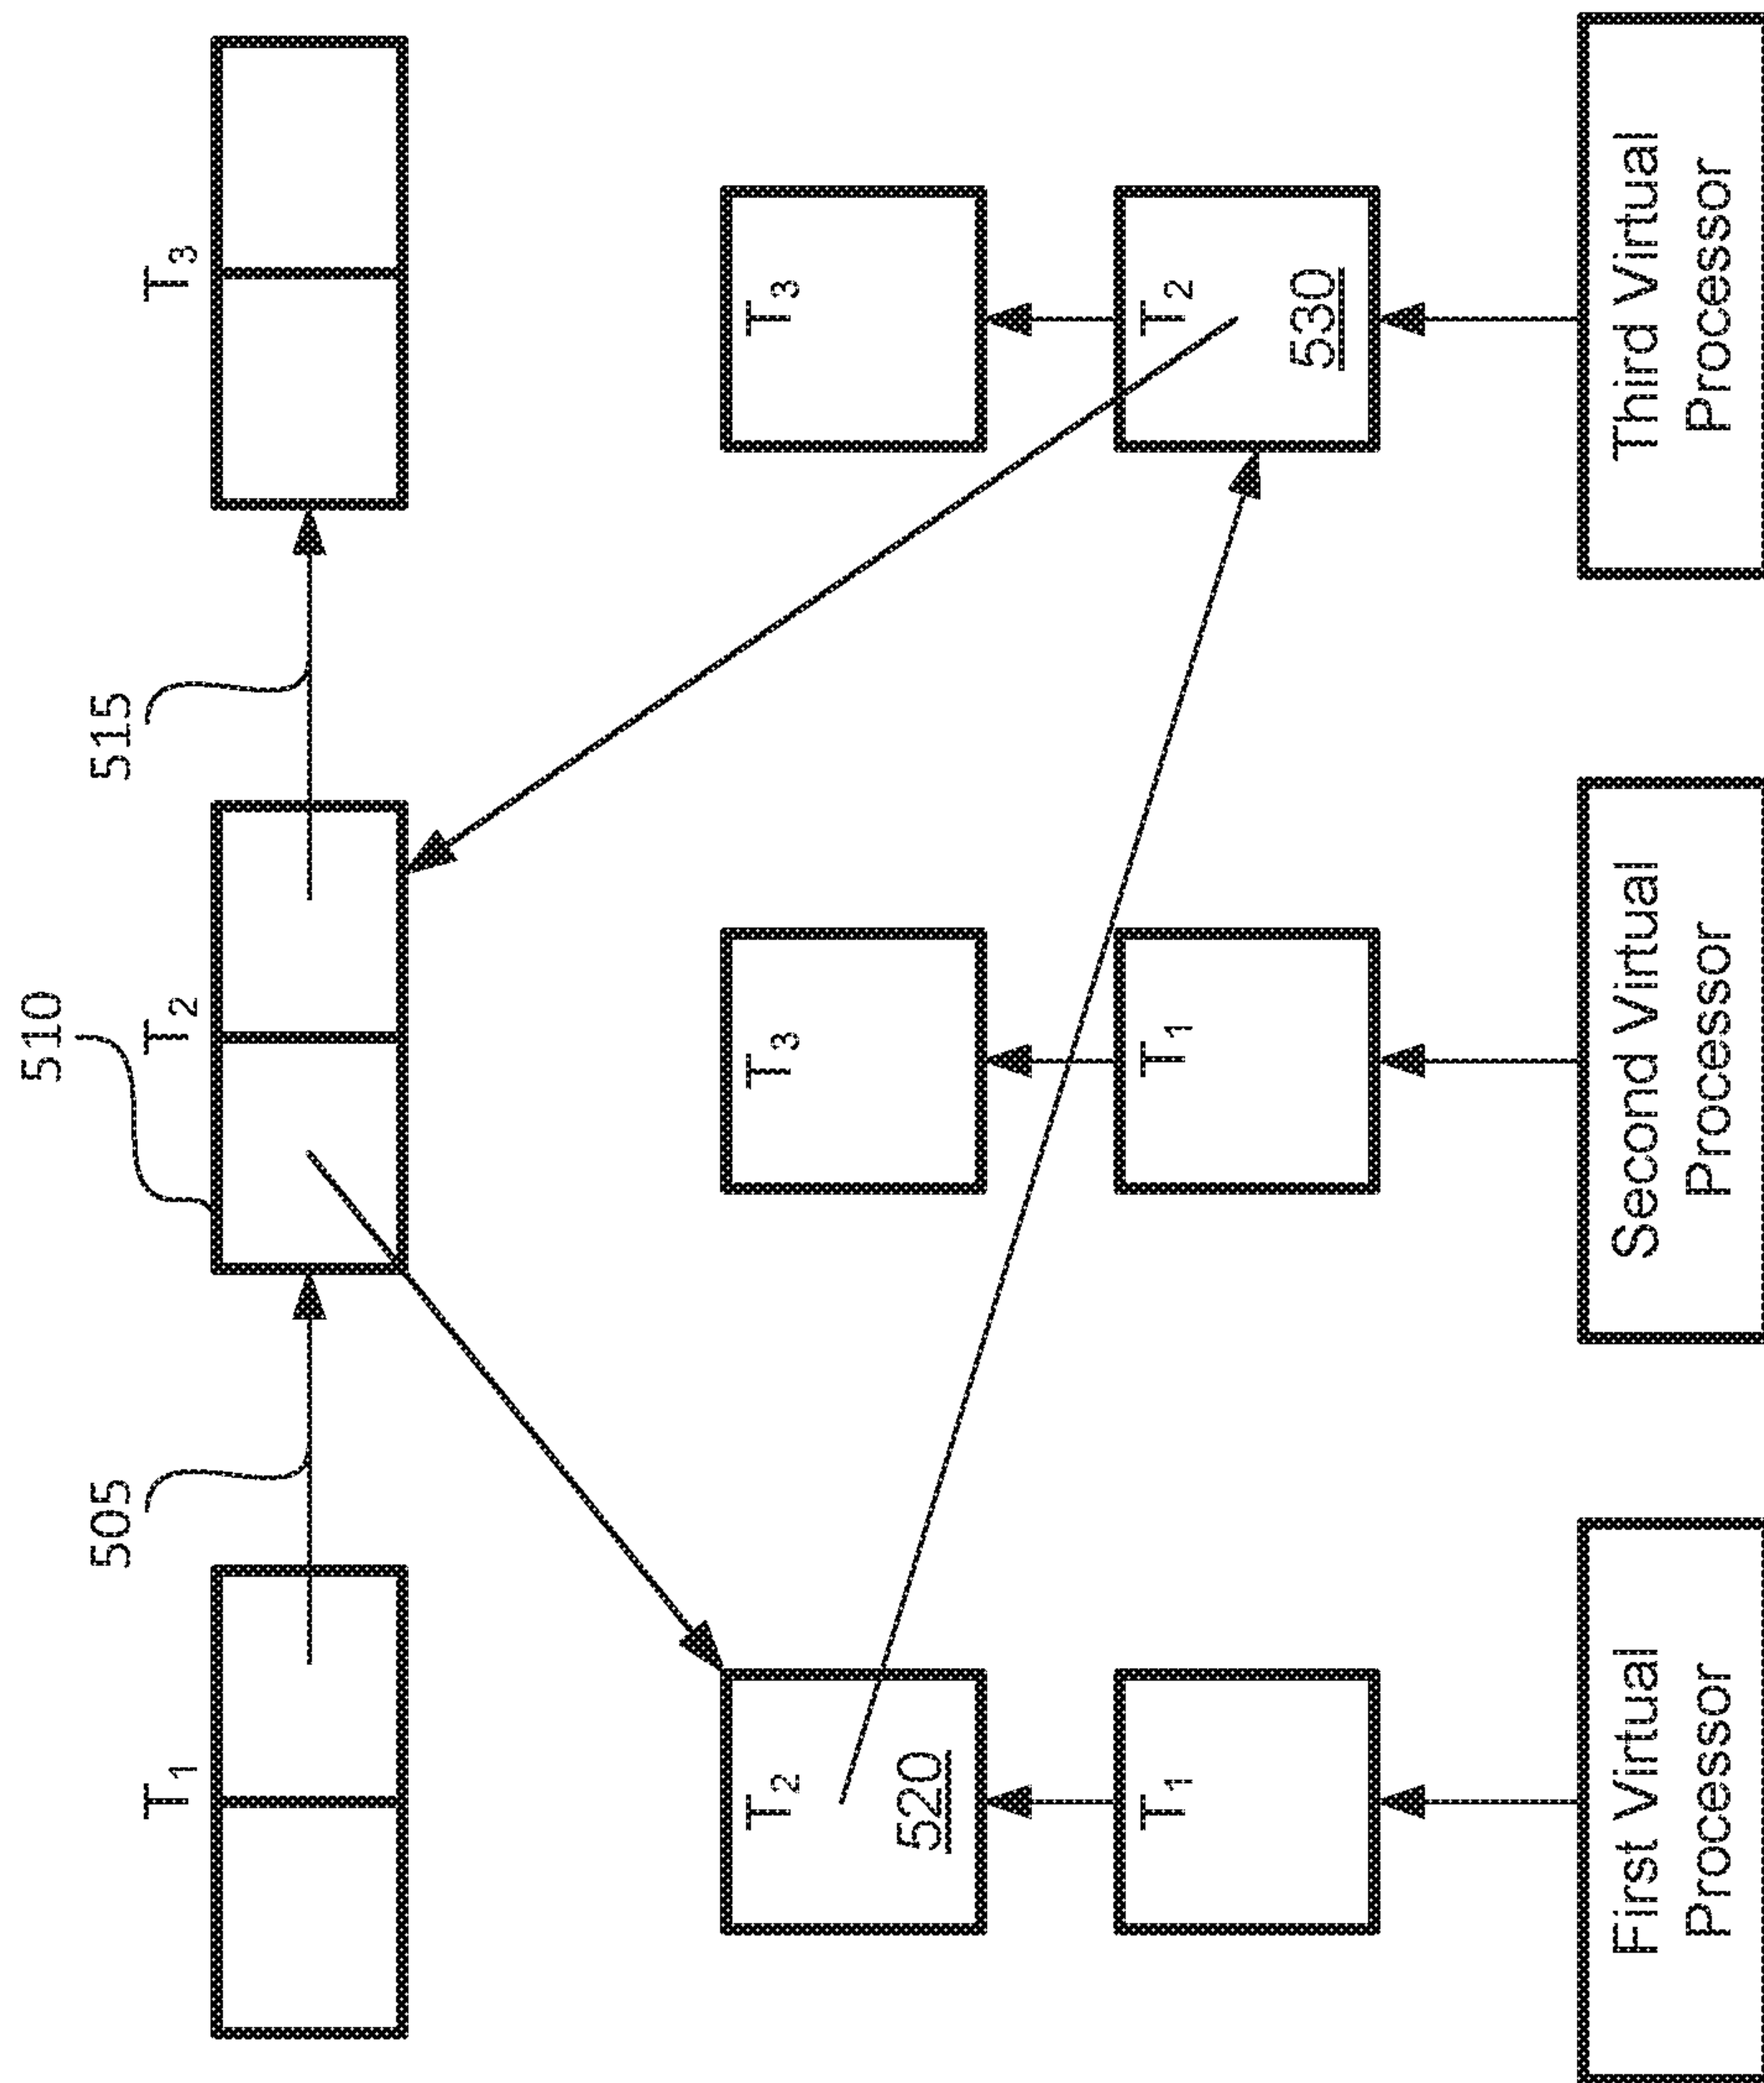 510
505
515
T1
T2
T3
T2
T3
T3
520
T1
T1
T2
530
First Virtual
Processor
Second Virtual
Processor
Third Virtual
Processor